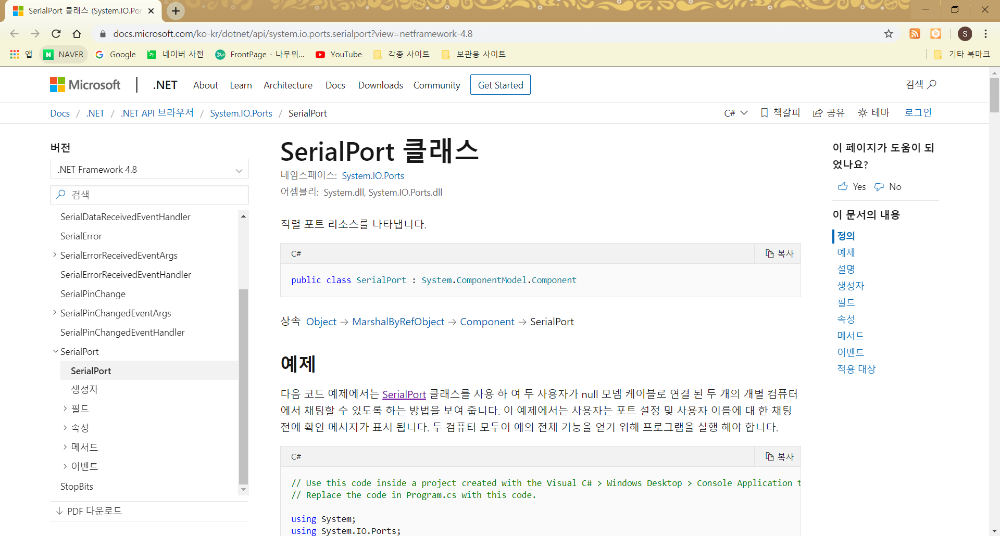 SerialPort 클래스 (System.IO.Por
docs.microsoft.com/ko-kr/dotnet/api/system.io.ports.serialport?view=netframework-4.8
S
앱 NAVER Google 네이버 사전 FrontPage - 나무위... YouTube 각종 사이트 보관용 사이트 기타 북마크
Microsoft .NET About Learn Architecture Docs Downloads Community Get Started 검색
Docs / .NET / .NET API 브라우저 / System.IO.Ports / SerialPort C# 책갈피 공유 테마 로그인
버전
.NET Framework 4.8
검색
SerialDataReceivedEventHandler
SerialError
SerialErrorReceivedEventArgs
SerialErrorReceivedEventHandler
SerialPinChange
SerialPinChangedEventArgs
SerialPinChangedEventHandler
SerialPort
SerialPort
생성자
필드
속성
메서드
이벤트
StopBits
PDF 다운로드
SerialPort 클래스
네임스페이스: System.IO.Ports
어셈블리: System.dll, System.IO.Ports.dll
직렬 포트 리소스를 나타냅니다.
C# 복사
public class SerialPort : System.ComponentModel.Component
상속 Object → MarshalByRefObject → Component → SerialPort
예제
다음 코드 예제에서는 SerialPort 클래스를 사용 하 여 두 사용자가 null 모뎀 케이블로 연결 된 두 개의 개별 컴퓨터
에서 채팅할 수 있도록 하는 방법을 보여 줍니다. 이 예제에서는 사용자는 포트 설정 및 사용자 이름에 대 한 채팅
전에 확인 메시지가 표시 됩니다. 두 컴퓨터 모두이 예의 전체 기능을 얻기 위해 프로그램을 실행 해야 합니다.
C# 복사
// Use this code inside a project created with the Visual C# > Windows Desktop > Console Application t
// Replace the code in Program.cs with this code.
using System;
using System.IO.Ports;
이 페이지가 도움이 되
었나요?
Yes No
이 문서의 내용
정의
예제
설명
생성자
필드
속성
메서드
이벤트
적용 대상